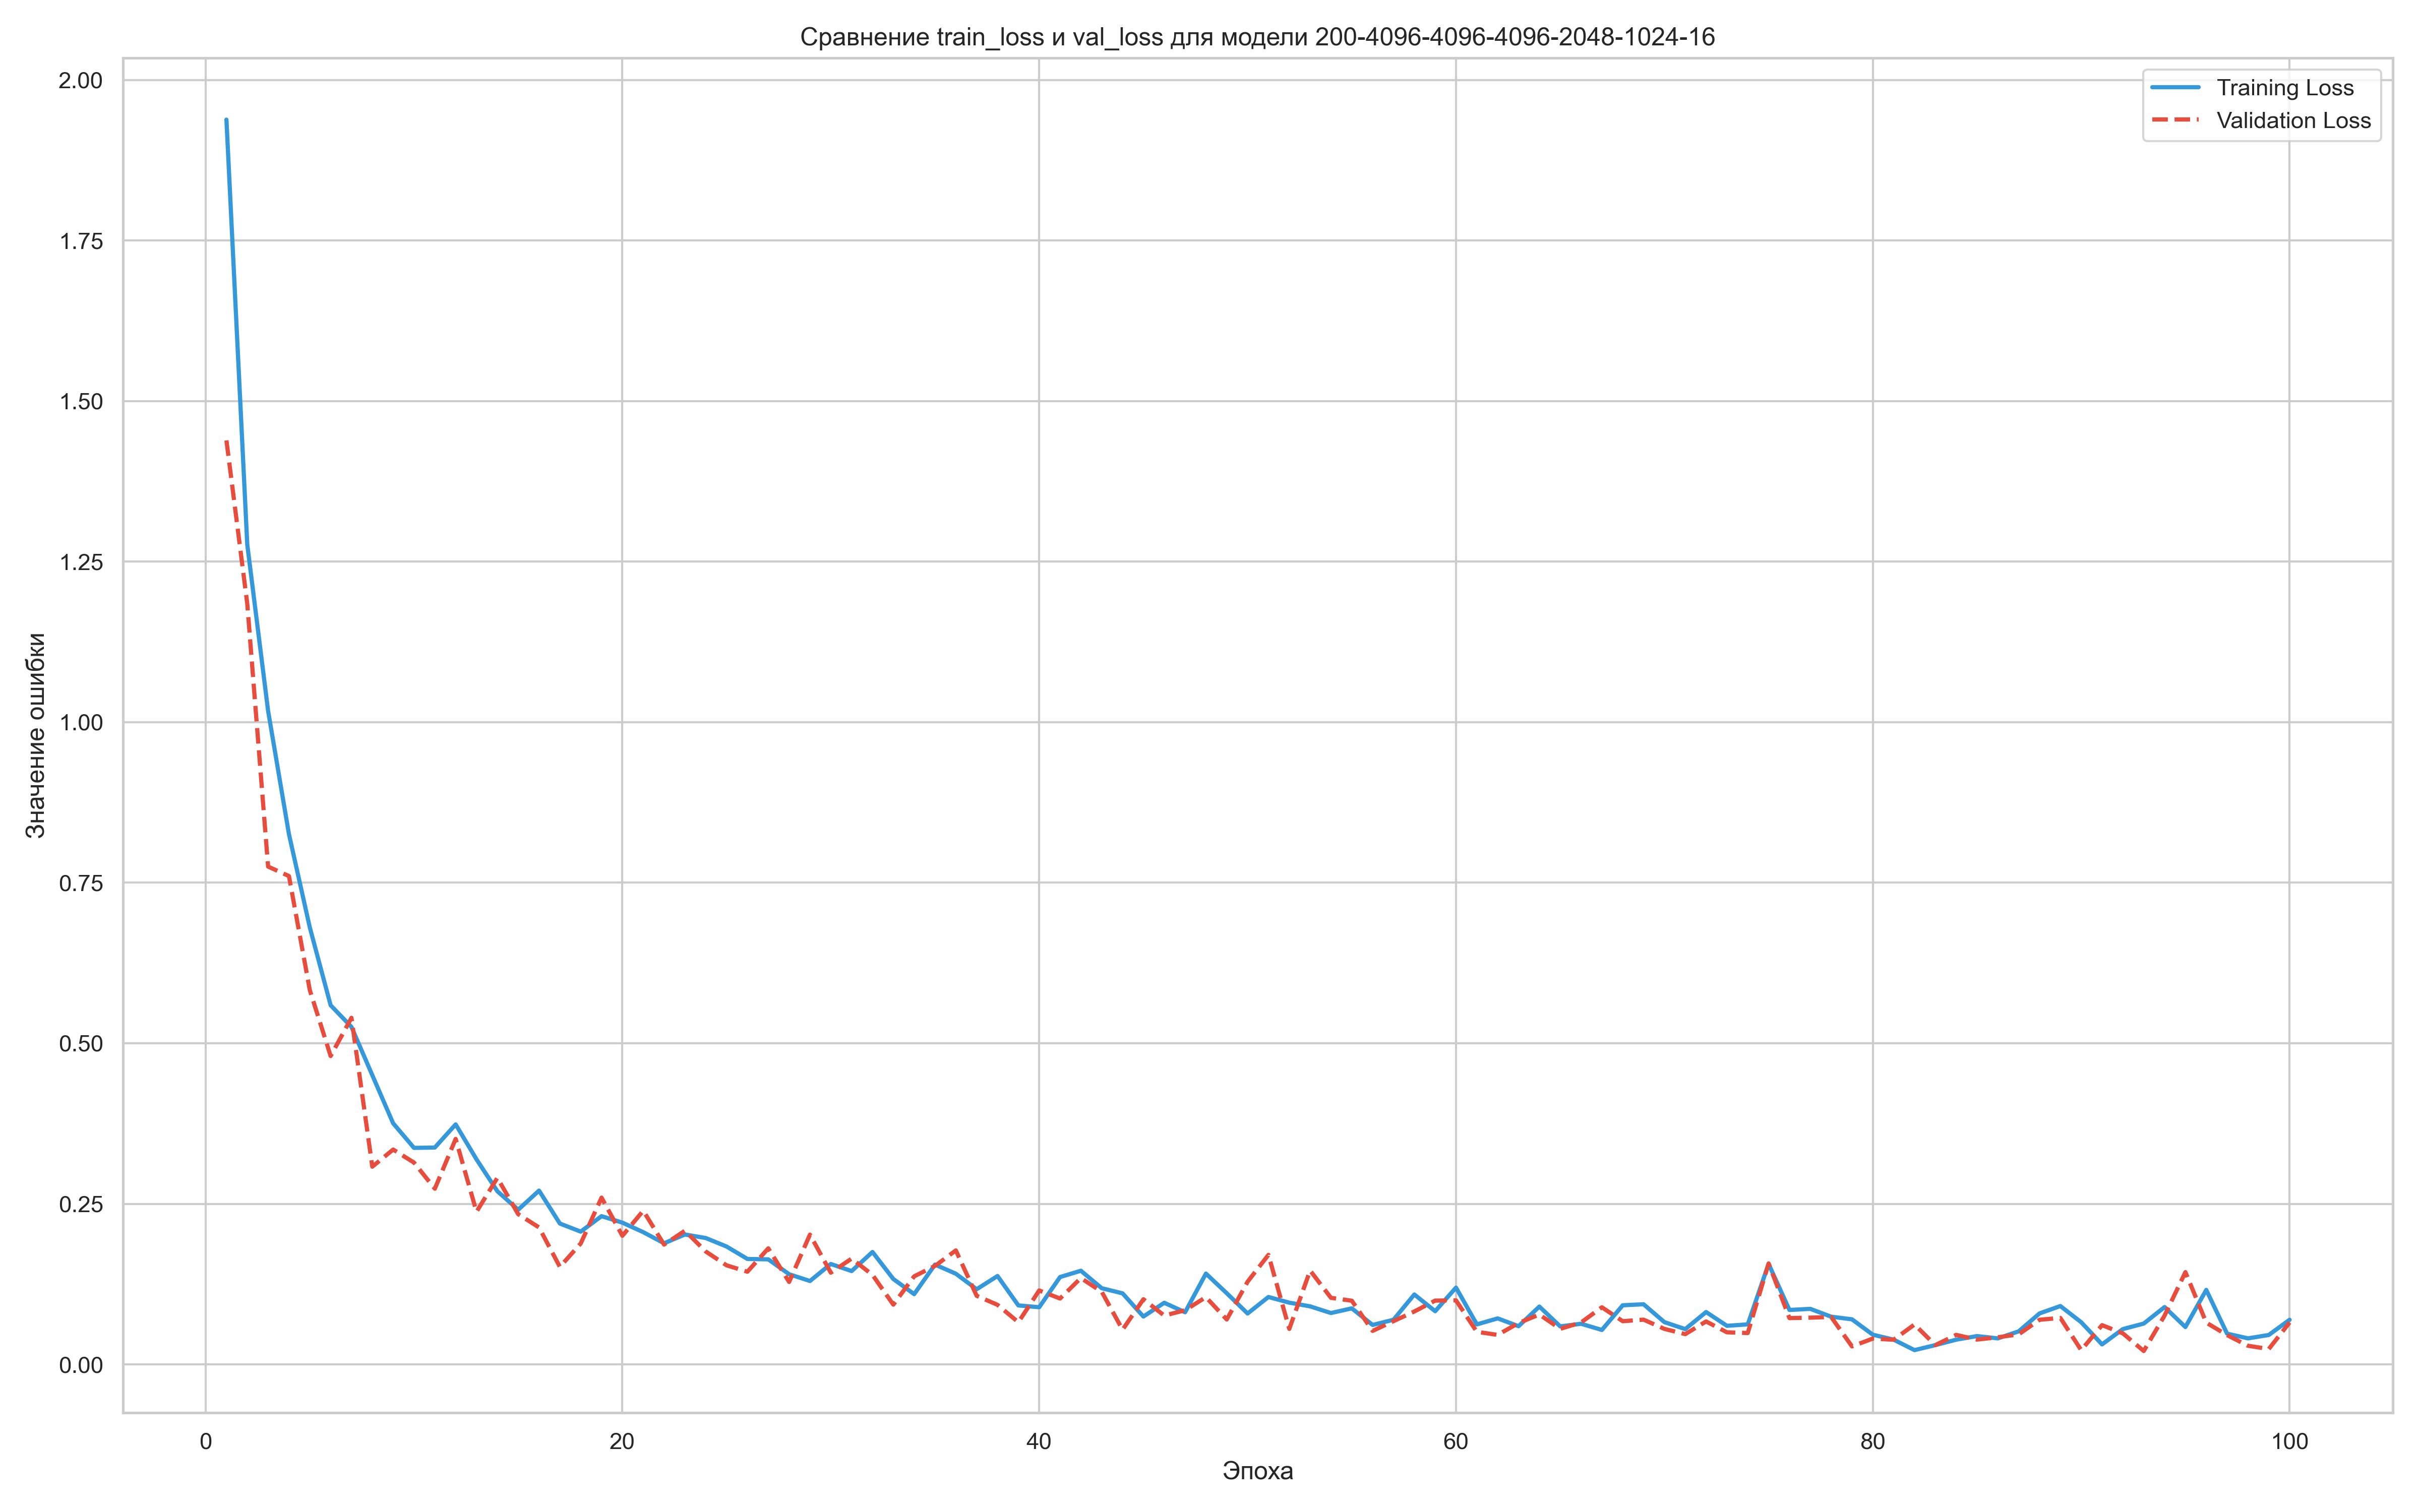 Сравнение train_loss и val_loss для модели 200-4096-4096-4096-2048-1024-16
Training Loss
Validation Loss
2.00
1.75
1.50
1.25
1.00
0.75
0.50
0.25
0.00
Значение ошибки
0 20 40 60 80 100
Эпоха